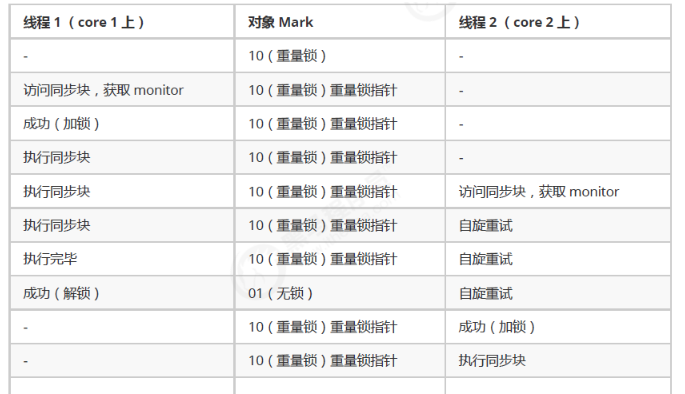 线程 1（core 1 上） 对象 Mark 线程 2（core 2 上）
- 10（重量锁） -
访问同步块，获取 monitor 10（重量锁）重量锁指针 -
成功（加锁） 10（重量锁）重量锁指针 -
执行同步块 10（重量锁）重量锁指针 -
执行同步块 10（重量锁）重量锁指针 访问同步块，获取 monitor
执行同步块 10（重量锁）重量锁指针 自旋重试
执行完毕 10（重量锁）重量锁指针 自旋重试
成功（解锁） 01（无锁） 自旋重试
- 10（重量锁）重量锁指针 成功（加锁）
- 10（重量锁）重量锁指针 执行同步块